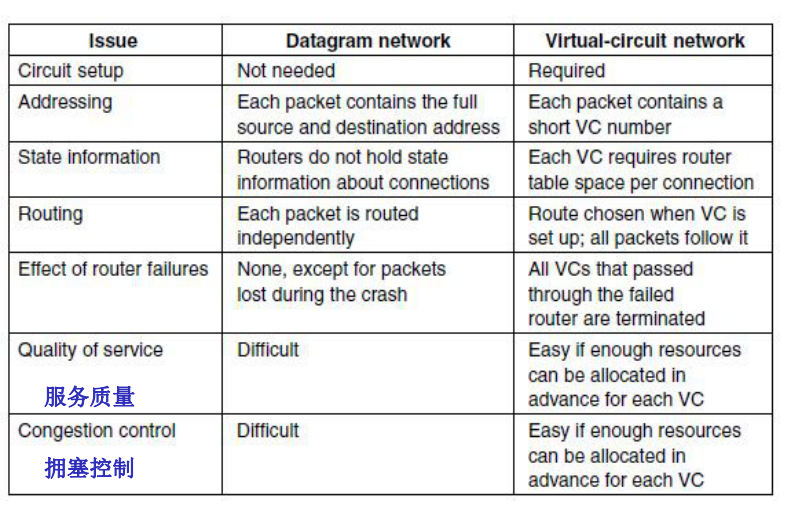 Issue Datagram network Virtual-circuit network
Circuit setup Not needed Required
Addressing Each packet contains the full Each packet contains a
source and destination address short VC number
State information Routers do not hold state Each VC requires router
information about connections table space per connection
Routing Each packet is routed Route chosen when VC is
independently set up; all packets follow it
Effect of router failures None, except for packets All VCs that passed
lost during the crash through the failed
router are terminated
Quality of service Difficult Easy if enough resources
can be allocated in
服务质量 advance for each VC
Congestion control Difficult Easy if enough resources
拥塞控制 can be allocated in
advance for each VC